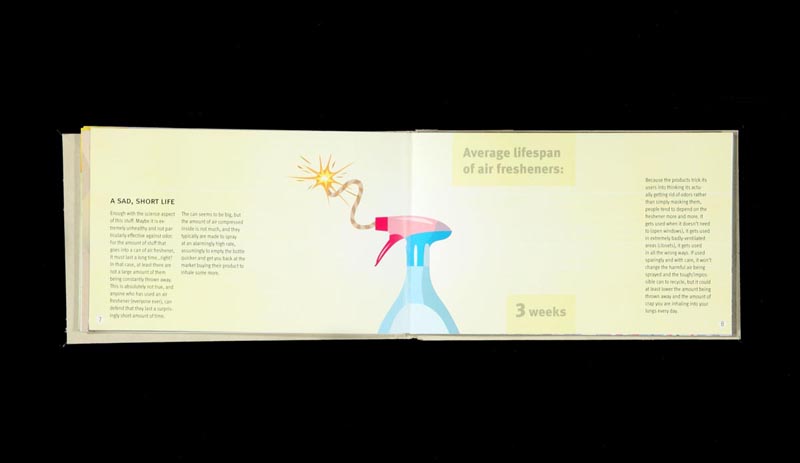 A SAD, SHORT LIFE
Enough with the science aspect
of this stuff. Maybe it is ex-
tremely unhealthy and not par-
ticularly effective against odor.
For the amount of stuff that
goes into a can of air freshener,
it must last a long time, right?
In that case, at least there are
not a large amount of them
being constantly thrown away.
This is absolutely not true, and
anyone who has used an air
freshener (everyone ever), can
defend that they last a surpris-
ingly short amount of time.
The can seems to be big, but
the amount of air compressed
inside is not much, and they
typically are made to spray
at an alarmingly high rate,
assumingly to empty the bottle
quicker and get you back at the
market buying their product to
inhale some more.
7
Average lifespan
of air fresheners:
3 weeks
Because the products trick its
users into thinking its actu-
ally getting rid of odors rather
than simply masking them,
people tend to depend on the
freshener more and more. It
gets used when it doesn't need
to (open windows), it gets used
in extremely badly-ventilated
areas (closets), it gets used
in all the wrong ways. If used
sparingly and with care, it won't
change the harmful air being
sprayed and the tough/impos
sible can to recycle, but it could
at least lower the amount being
thrown away and the amount of
crap you are inhaling into your
lungs every day.
8